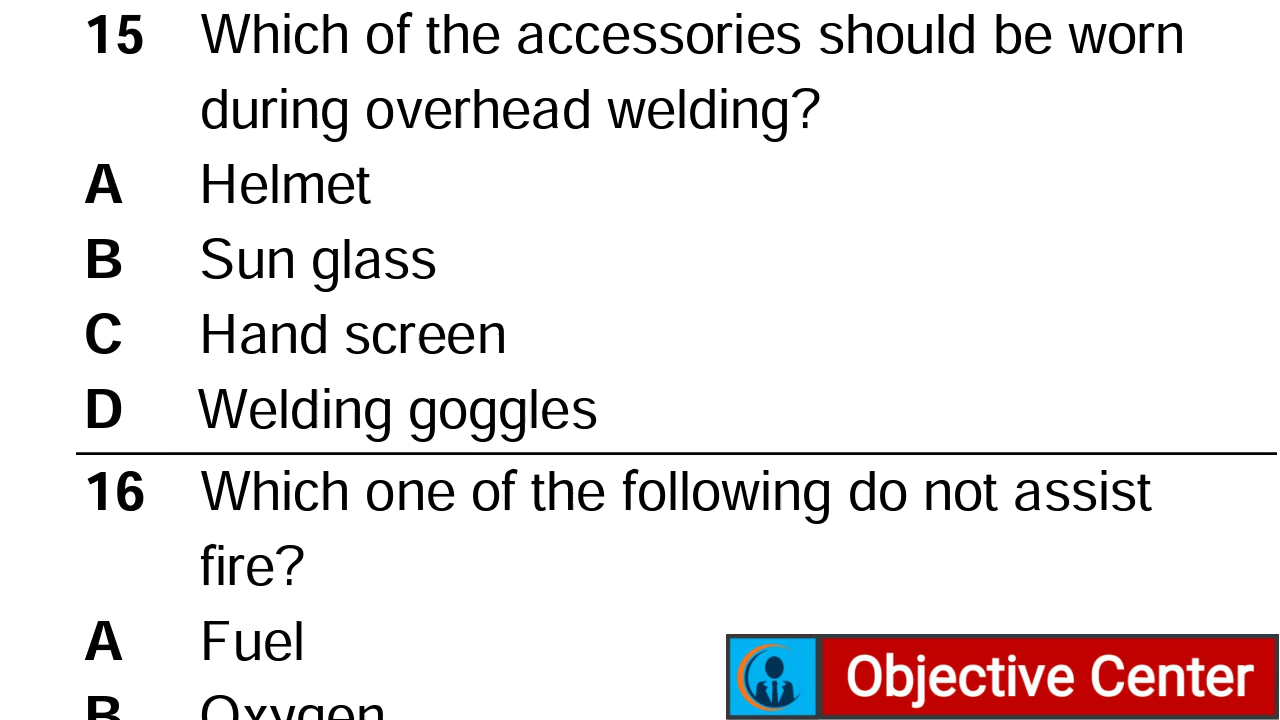 15 Which of the accessories should be worn
during overhead welding?
A Helmet
B Sun glass
C Hand screen
D Welding goggles
16 Which one of the following do not assist
fire?
A Fuel
B Oxygen
Objective Center